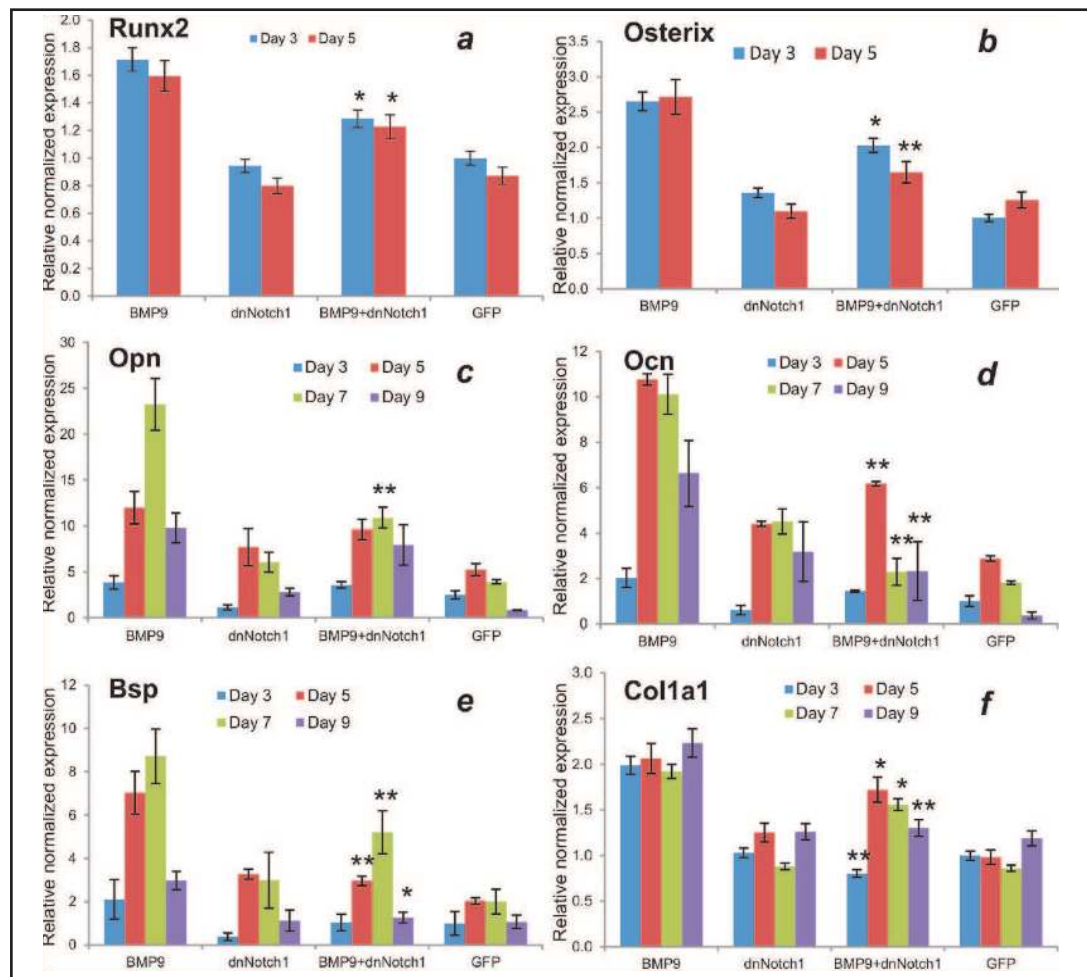 Runx2
Day 3 Day 5
a
Relative normalized expression
2.0
1.8
1.6
1.4
1.2
1.0
0.8
0.6
0.4
0.2
0.0
* *
BMP9 dnNotch1 BMP9+dnNotch1 GFP
Osterix
Day 3 Day 5
b
Relative normalized expression
3.5
3.0
2.5
2.0
1.5
1.0
0.5
0.0
* **
BMP9 dnNotch1 BMP9+dnNotch1 GFP
Opn
Day 3 Day 5
Day 7 Day 9
c
Relative normalized expression
30
25
20
15
10
5
0
**
BMP9 dnNotch1 BMP9+dnNotch1 GFP
Ocn
Day 3 Day 5
Day 7 Day 9
d
Relative normalized expression
12
10
8
6
4
2
0
** ** **
BMP9 dnNotch1 BMP9+dnNotch1 GFP
Bsp
Day 3 Day 5
Day 7 Day 9
e
Relative normalized expression
12
10
8
6
4
2
0
** ** *
BMP9 dnNotch1 BMP9+dnNotch1 GFP
Col1a1
Day 3 Day 5
Day 7 Day 9
f
Relative normalized expression
3.0
2.5
2.0
1.5
1.0
0.5
0.0
** * * **
BMP9 dnNotch1 BMP9+dnNotch1 GFP